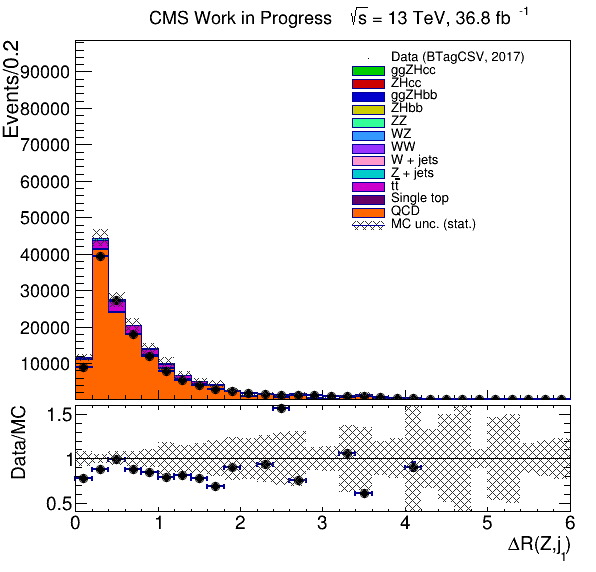 CMS Work in Progress √s = 13 TeV, 36.8 fb⁻¹
Events/0.2
90000
80000
70000
60000
50000
40000
30000
20000
10000
Data (BTagCSV, 2017)
ggZHcc
ZHcc
ggZHbb
ZHbb
ZZ
WZ
WW
W + jets
Z + jets
tt̅
Single top
QCD
MC unc. (stat.)
Data/MC
1.5
1
0.5
0 1 2 3 4 5 6
ΔR(Z,j₁)